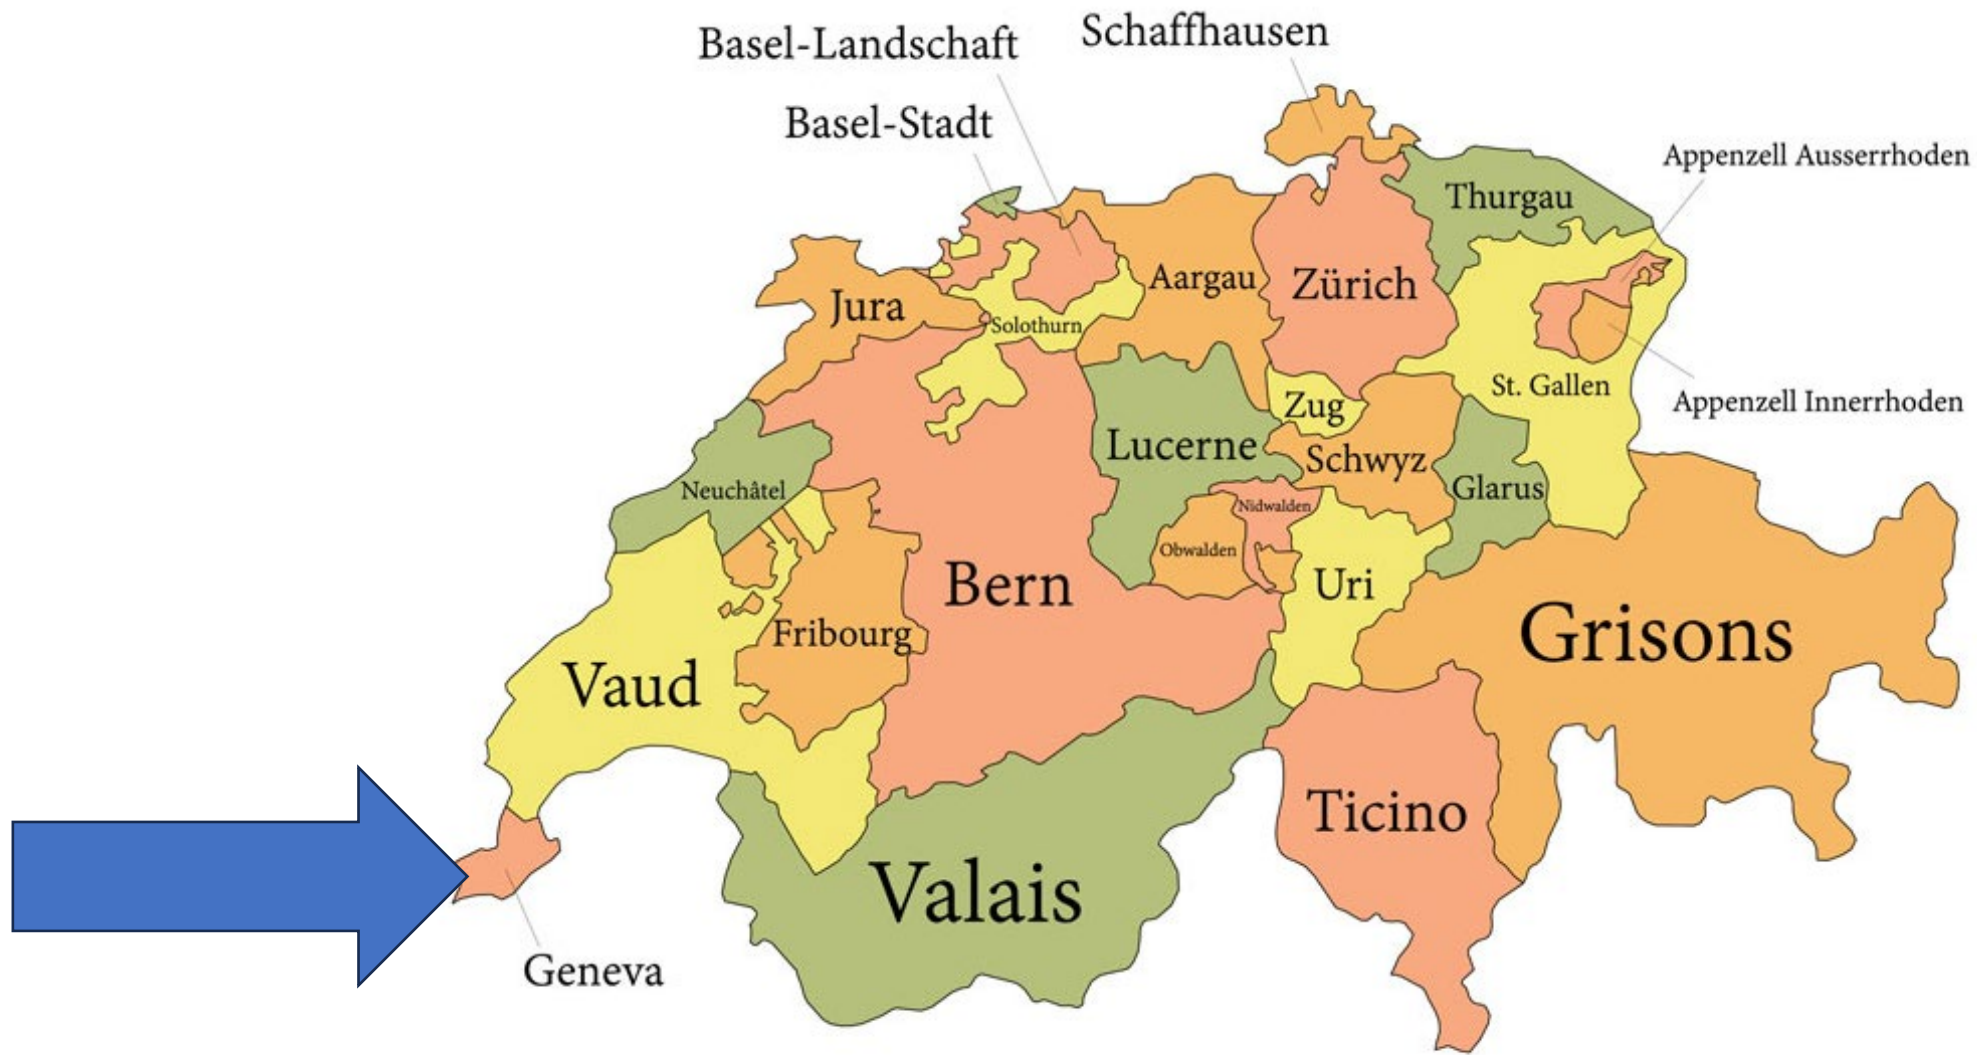 Schaffhausen
Basel-Landschaft
Basel-Stadt
Appenzell Ausserrhoden
Thurgau
Aargau
Zürich
Jura
Solothurn
St. Gallen
Appenzell Innerrhoden
Zug
Lucerne
Schwyz
Glarus
Neuchâtel
Nidwalden
Obwalden
Bern
Uri
Fribourg
Grisons
Vaud
Ticino
Valais
Geneva